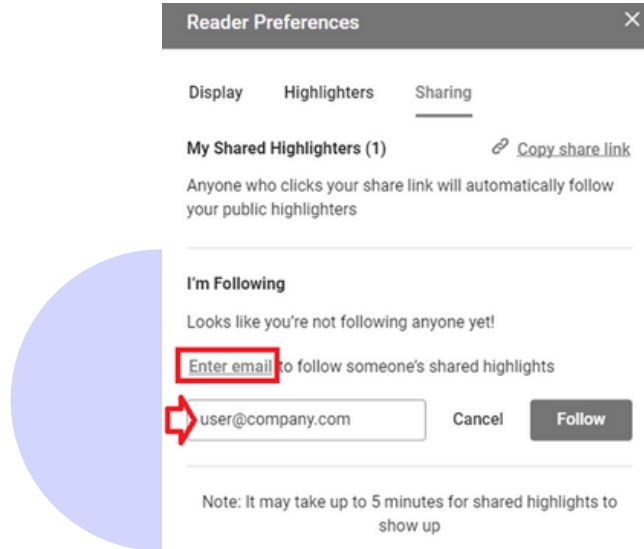 Reader Preferences
Display Highlighters Sharing
My Shared Highlighters (1) Copy share link
Anyone who clicks your share link will automatically follow
your public highlighters
I'm Following
Looks like you're not following anyone yet!
Enter email to follow someone's shared highlights
user@company.com Cancel Follow
Note: It may take up to 5 minutes for shared highlights to
show up